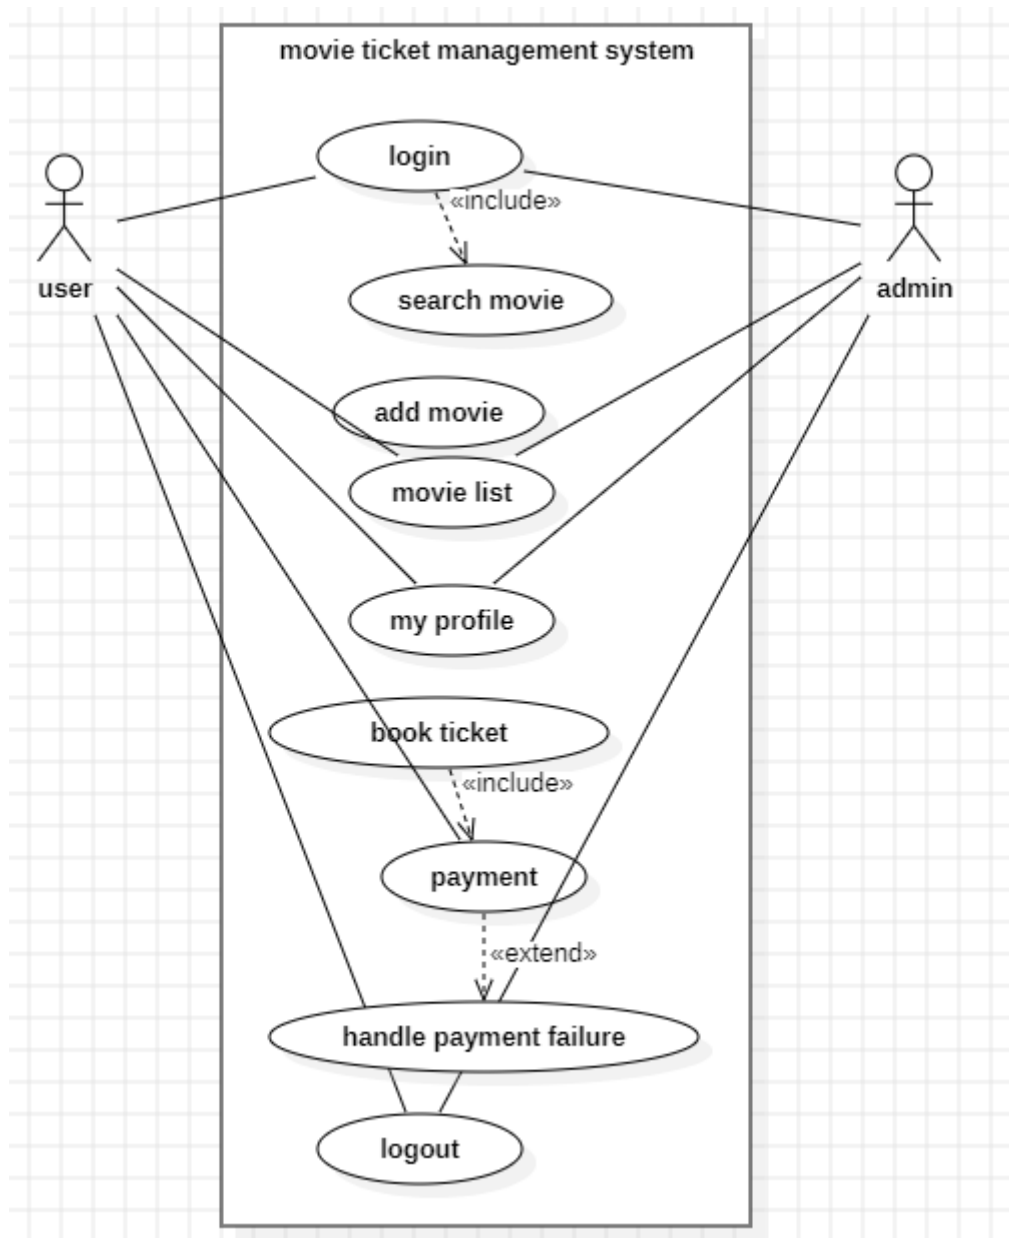 movie ticket management system
login
«include»
search movie
user
admin
add movie
movie list
my profile
book ticket
«include»
payment
«extend»
handle payment failure
logout